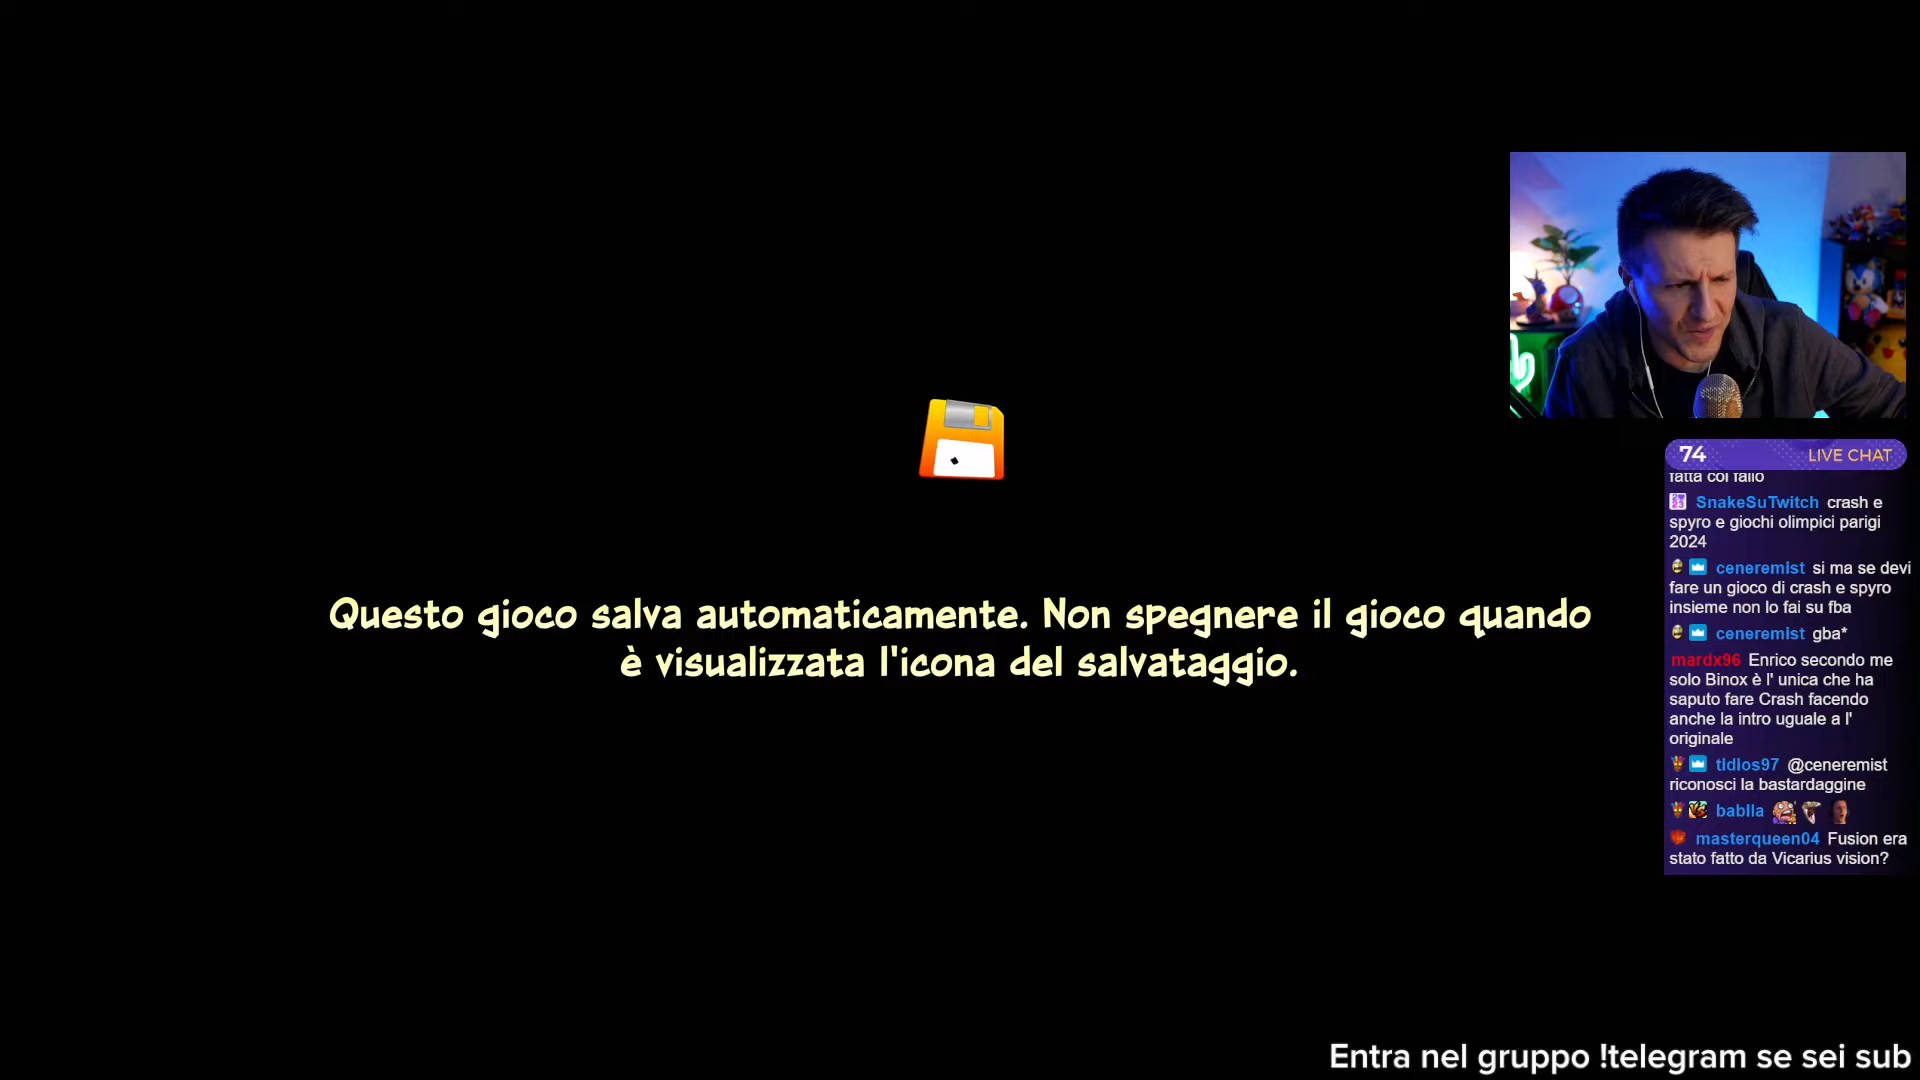 Questo gioco salva automaticamente. Non spegnere il gioco quando
è visualizzata l'icona del salvataggio.
74 LIVE CHAT
fatta col fallo
SnakeSuTwitch crash e
spyro e giochi olimpici parigi
2024
ceneremist si ma se devi
fare un gioco di crash e spyro
insieme non lo fai su fba
ceneremist gba*
mardx96 Enrico secondo me
solo Binox è l' unica che ha
saputo fare Crash facendo
anche la intro uguale a l'
originale
tidios97 @ceneremist
riconosci la bastardaggine
bablla
masterqueen04 Fusion era
stato fatto da Vicarius vision?
Entra nel gruppo !telegram se sei sub